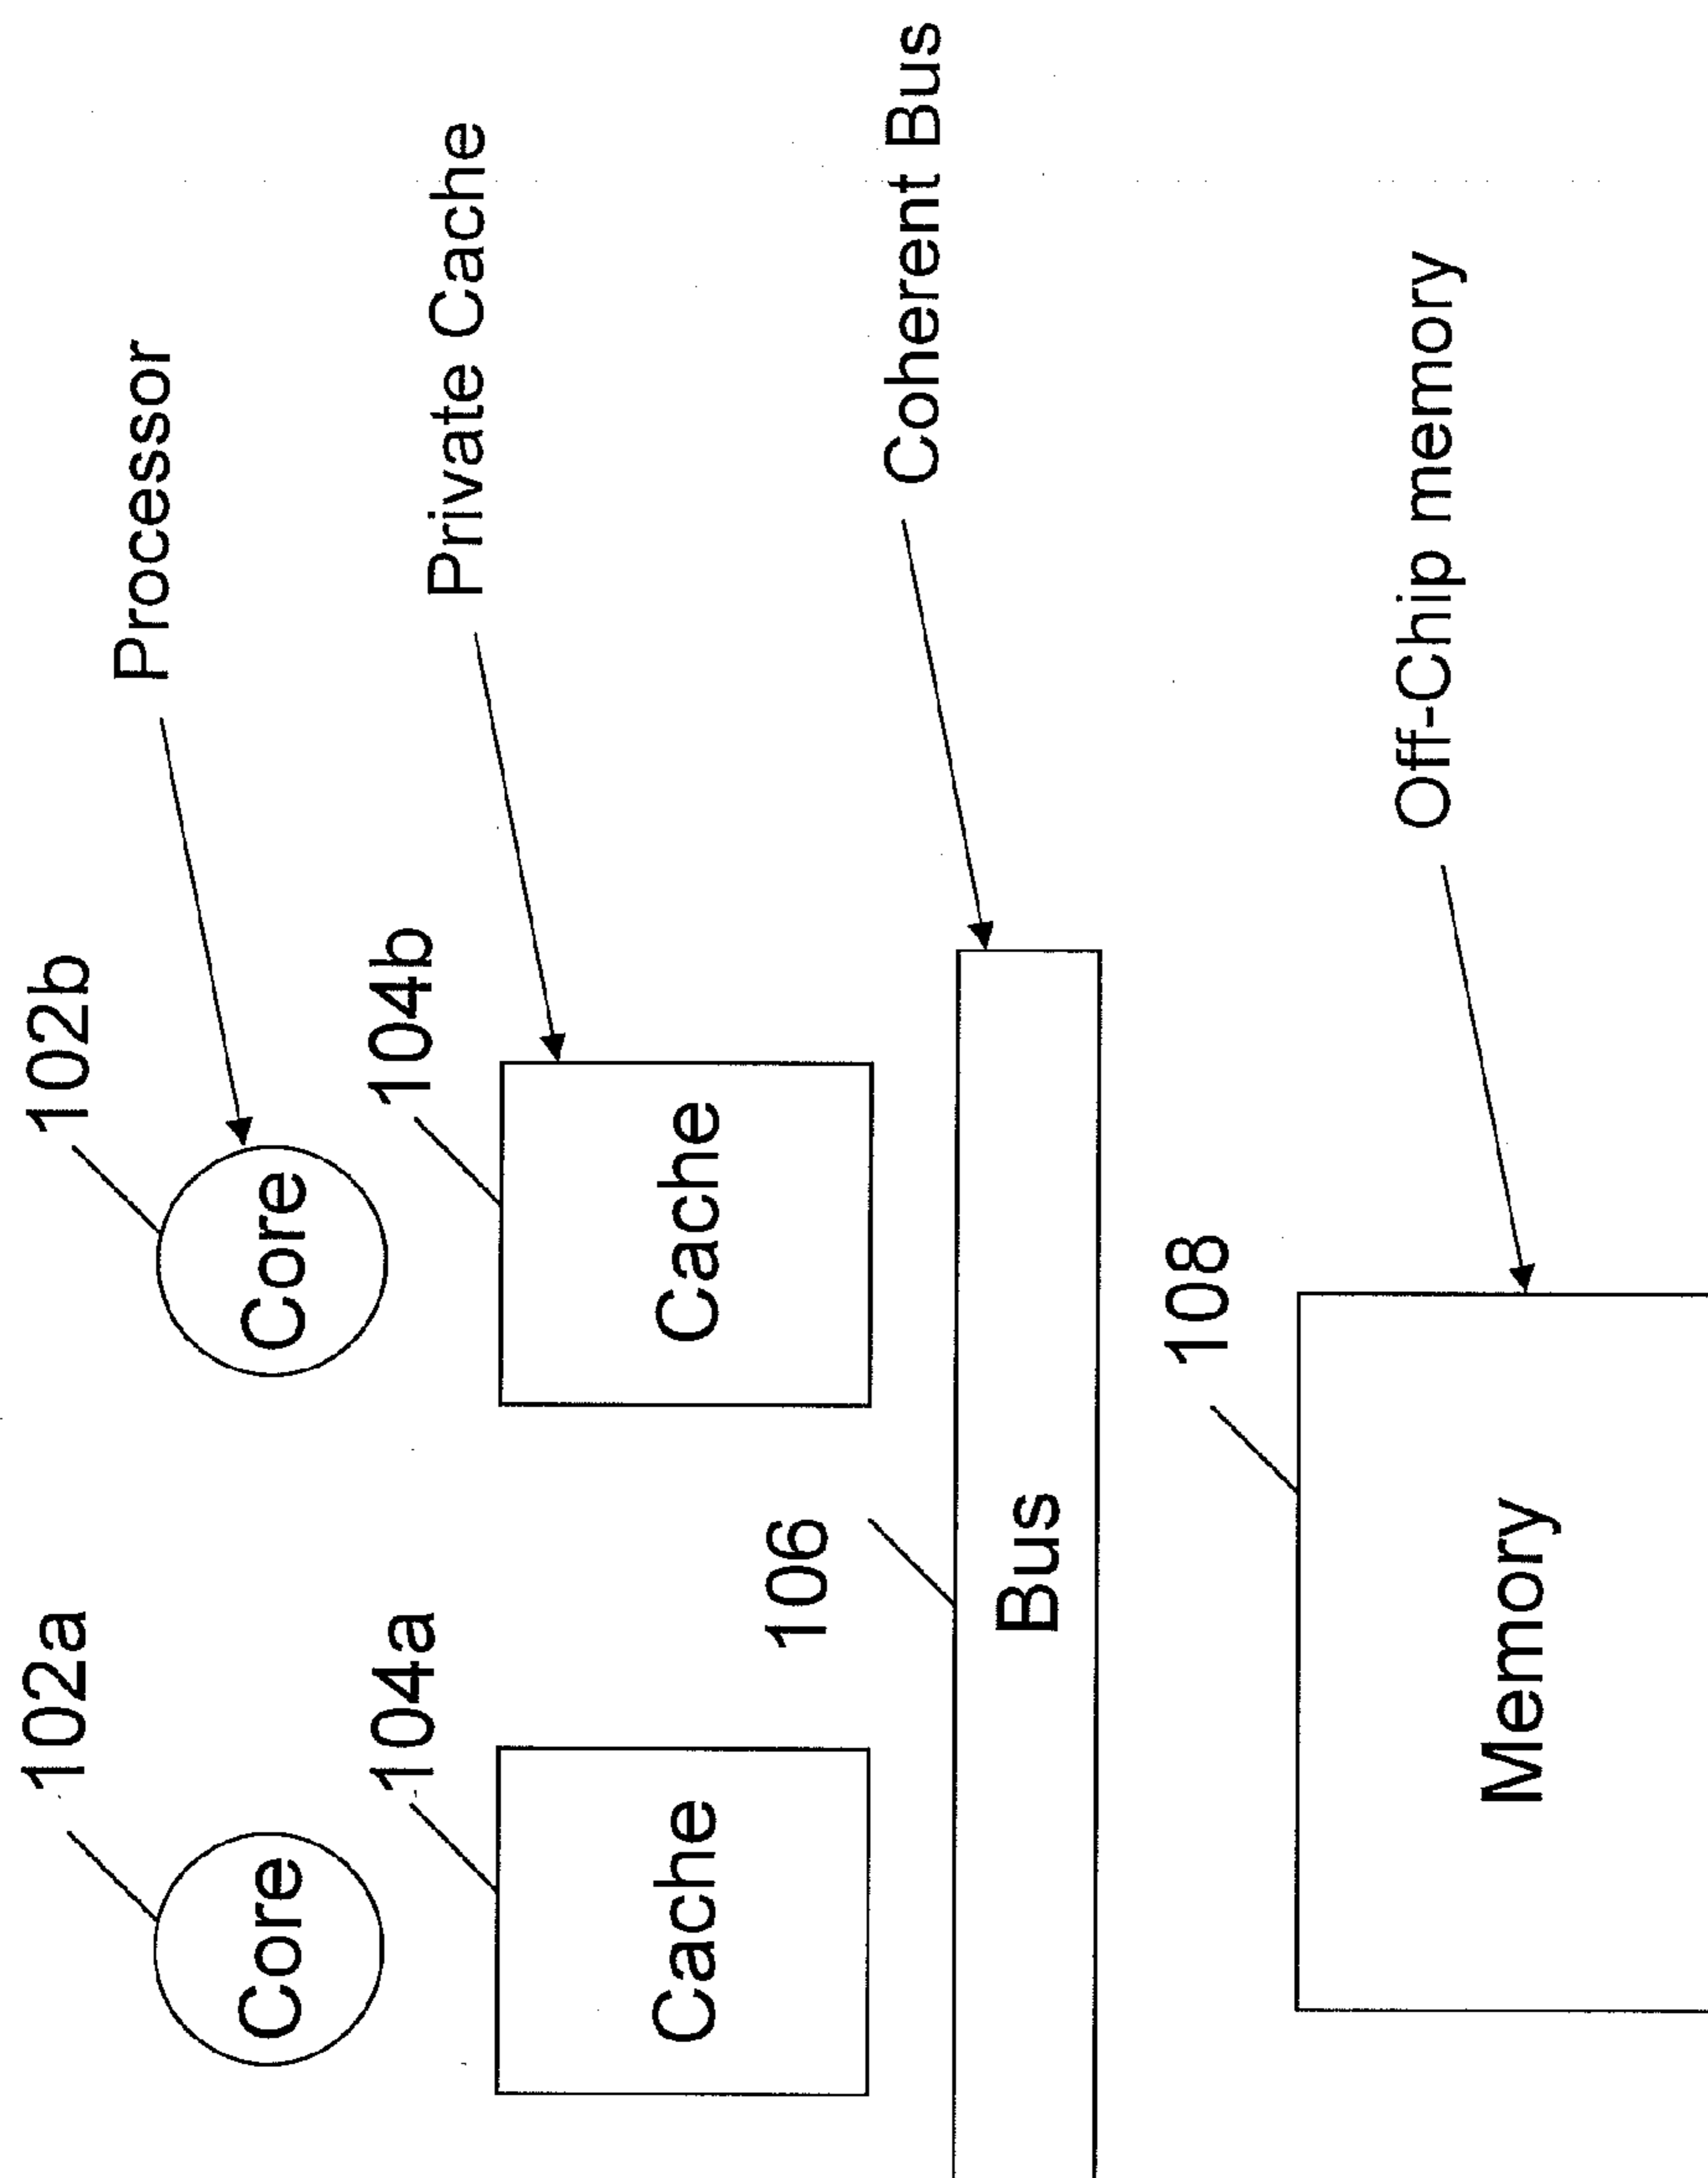 102a
102b
Processor
Core
Core
104a
104b
Private Cache
Cache
Cache
106
Coherent Bus
Bus
108
Off-Chip memory
Memory